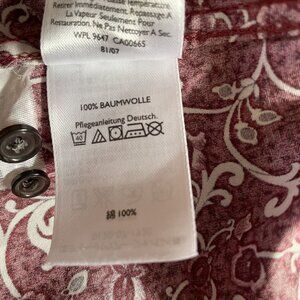 Retirer Immediatement. Repassage A
La Vapeur Seulement Pour
Restauration. Ne Pas Nettoyer A Sec.
WPL 9647 CA00665
81/07
100% BAUMWOLLE
Pflegeanleitung Deutsch.
綿 100%